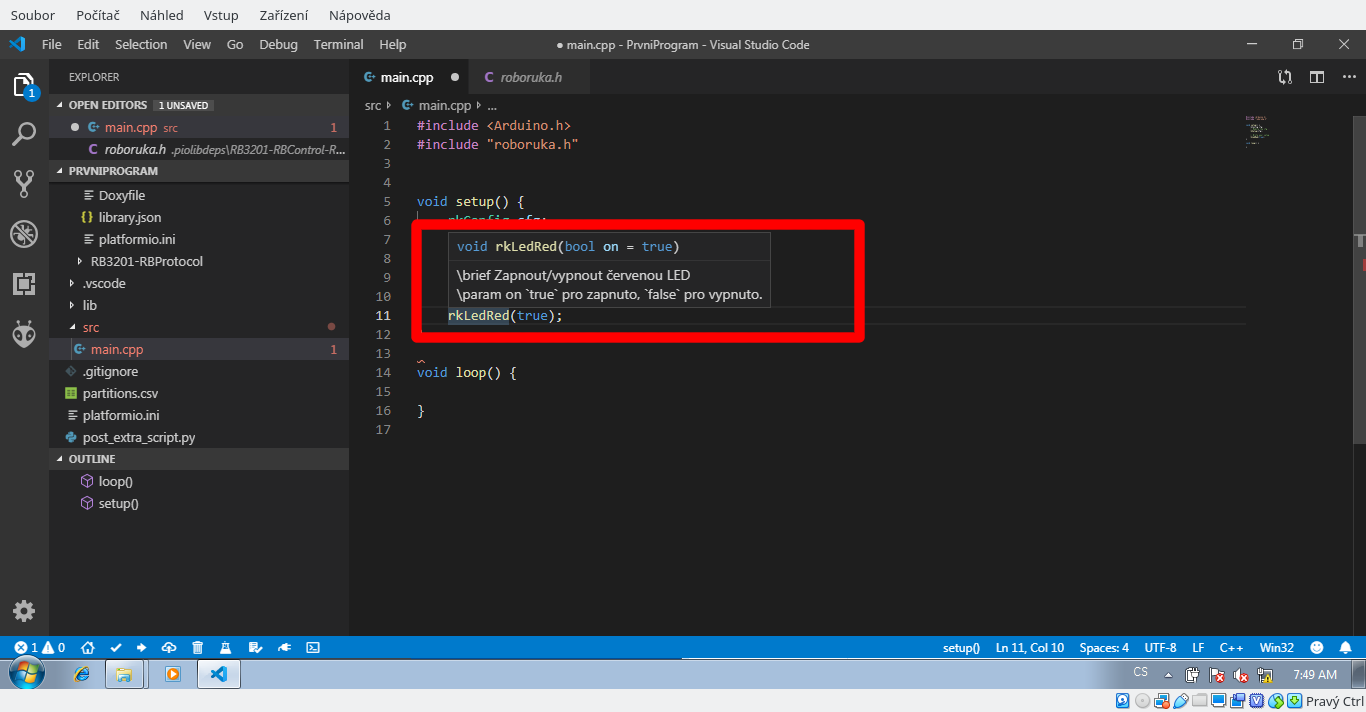 Soubor Počítač Náhled Vstup Zařízení Nápověda
File Edit Selection View Go Debug Terminal Help
● main.cpp - PrvniProgram - Visual Studio Code
EXPLORER
OPEN EDITORS 1 UNSAVED
main.cpp src 1
C roboruka.h .piolibdeps\RB3201-RBControl-R...
PRVNIPROGRAM
Doxyfile
{} library.json
platformio.ini
RB3201-RBProtocol
.vscode
lib
src
main.cpp 1
.gitignore
partitions.csv
platformio.ini
post_extra_script.py
OUTLINE
loop()
setup()
1
main.cpp ●
C roboruka.h
src main.cpp ...
1 #include <Arduino.h>
2 #include "roboruka.h"
3
4
5 void setup() {
6 rkConfig cfg;
7 void rkLedRed(bool on = true)
8
9 \brief Zapnout/vypnout červenou LED
10 \param on `true` pro zapnuto, `false` pro vypnuto.
11 rkLedRed(true);
12
13
14 void loop() {
15
16 }
17
1 0
setup() Ln 11, Col 10 Spaces: 4 UTF-8 LF C++ Win32
CS 7:49 AM
Pravý Ctrl